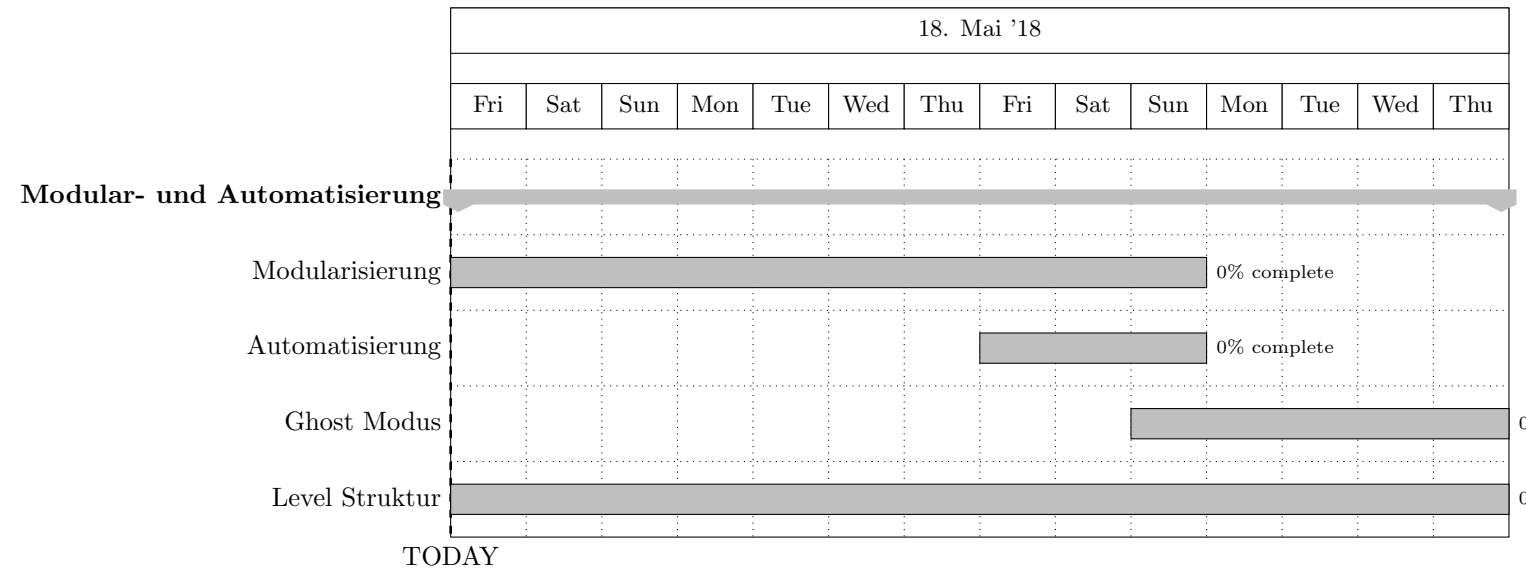 18. Mai '18
Fri Sat Sun Mon Tue Wed Thu Fri Sat Sun Mon Tue Wed Thu
Modular- und Automatisierung
Modularisierung 0% complete
Automatisierung 0% complete
Ghost Modus
Level Struktur
TODAY